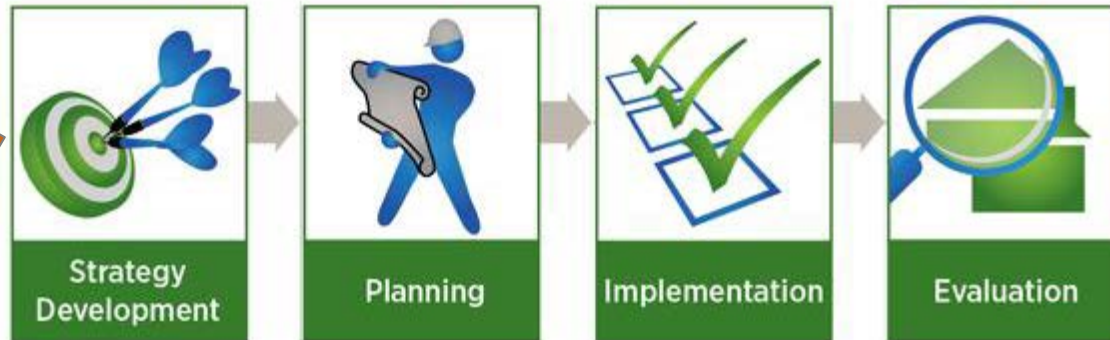 Strategy
Development
Planning
Implementation
Evaluation